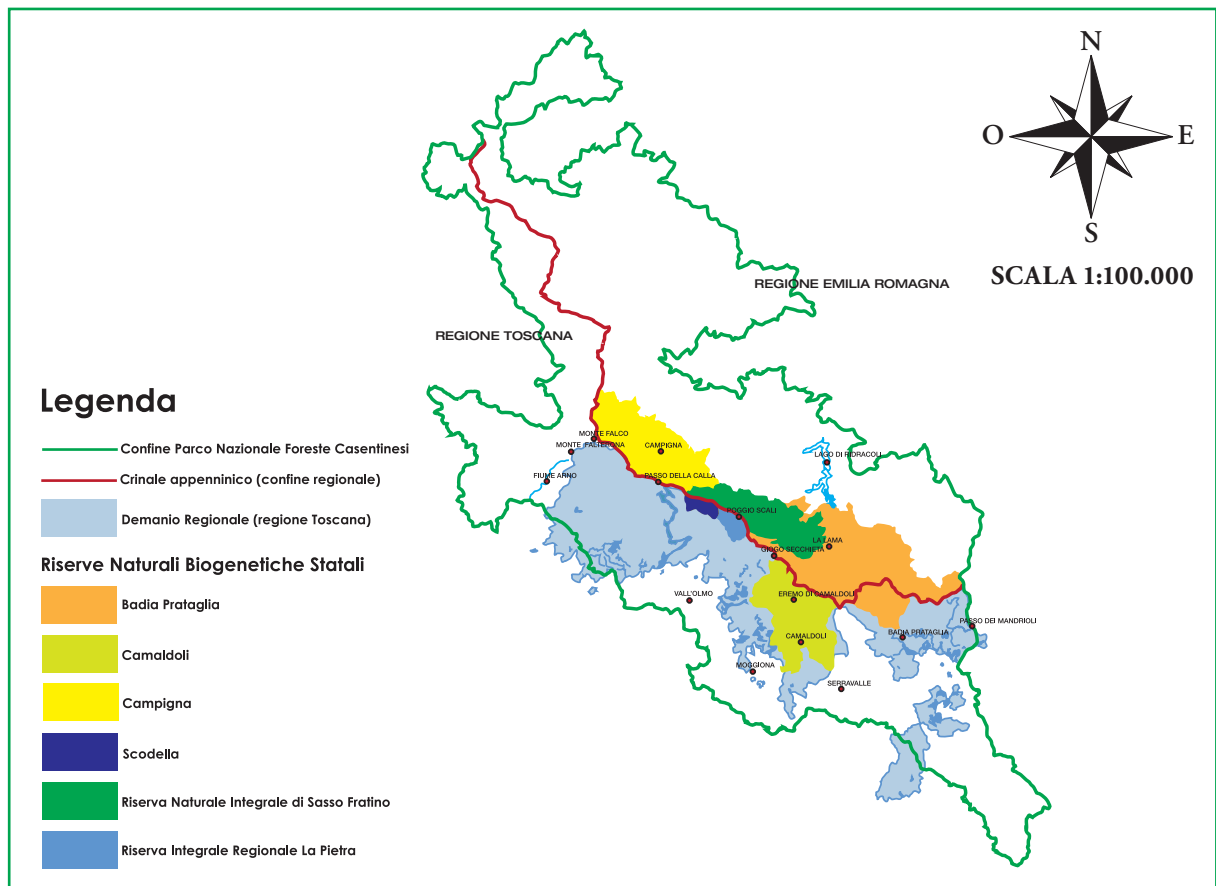 N
O
E
S
SCALA 1:100.000
REGIONE EMILIA ROMAGNA
REGIONE TOSCANA
Legenda
Confine Parco Nazionale Foreste Casentinesi
Crinale appenninico (confine regionale)
Demanio Regionale (regione Toscana)
Riserve Naturali Biogenetiche Statali
Badia Prataglia
Camaldoli
Campigna
Scodella
Riserva Naturale Integrale di Sasso Fratino
Riserva Integrale Regionale La Pietra
MONTE FALCO
MONTE FALTERONA
CAMPIGNA
LAGO DI RIDRACOLI
FIUME ARNO
PASSO DELLA CALLA
POGGIO SCALI
LA LAMA
GIOGO SECCHIETA
VALL'OLMO
EREMO DI CAMALDOLI
PASSO DEI MANDRIOLI
BADIA PRATAGLIA
CAMALDOLI
MOGGIONA
SERRAVALLE